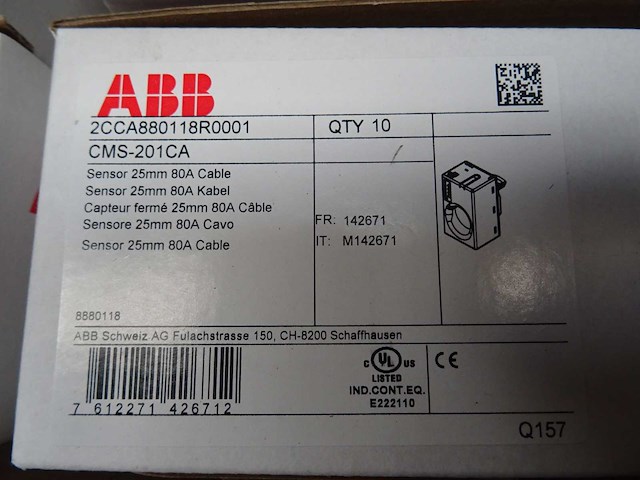 ABB
2CCA880118R0001 QTY 10
CMS-201CA
Sensor 25mm 80A Cable
Sensor 25mm 80A Kabel
Capteur fermé 25mm 80A Câble
Sensore 25mm 80A Cavo
Sensor 25mm 80A Cable
FR: 142671
IT: M142671
8880118
ABB Schweiz AG Fulachstrasse 150, CH-8200 Schaffhausen
7 612271 426712
C UL US CE
LISTED
IND.CONT.EQ.
E222110
Q157